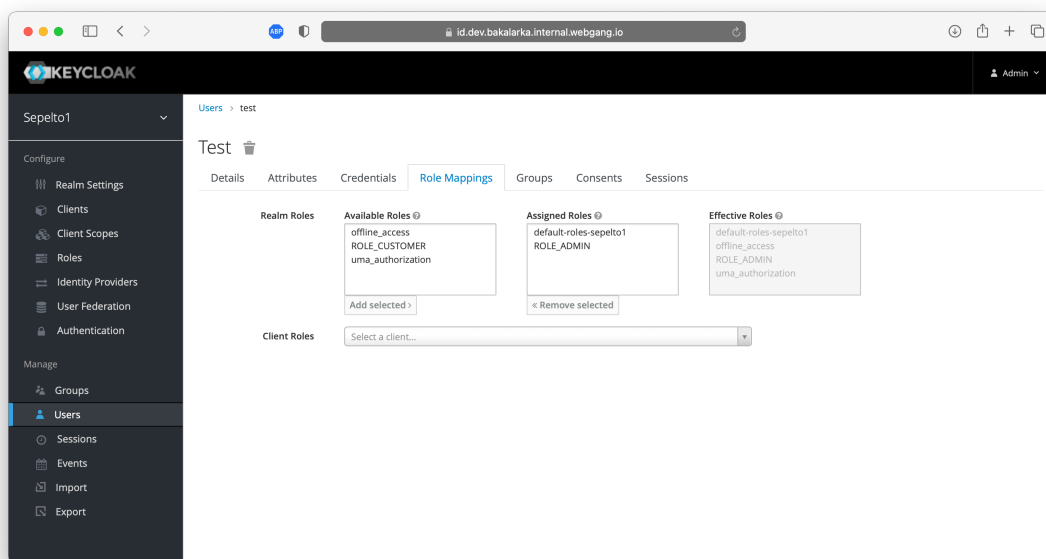 ABP
id.dev.bakalarka.internal.webgang.io
KEYCLOAK
Admin
Sepelto1
Configure
Realm Settings
Clients
Client Scopes
Roles
Identity Providers
User Federation
Authentication
Manage
Groups
Users
Sessions
Events
Import
Export
Users > test
Test
Details Attributes Credentials Role Mappings Groups Consents Sessions
Realm Roles
Available Roles
offline_access
ROLE_CUSTOMER
uma_authorization
Add selected >
Assigned Roles
default-roles-sepelto1
ROLE_ADMIN
« Remove selected
Effective Roles
default-roles-sepelto1
offline_access
ROLE_ADMIN
uma_authorization
Client Roles
Select a client...